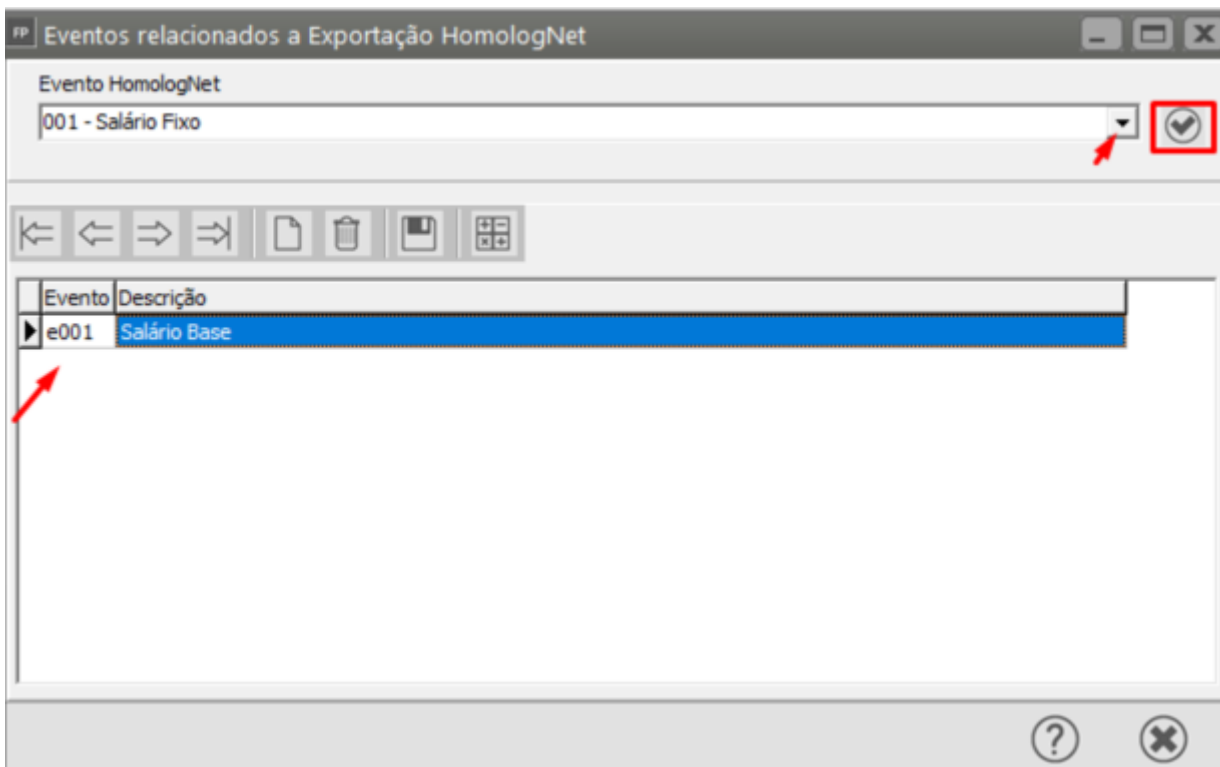 FP Eventos relacionados a Exportação HomologNet
Evento HomologNet
001 - Salário Fixo
Evento Descrição
e001 Salário Base
?